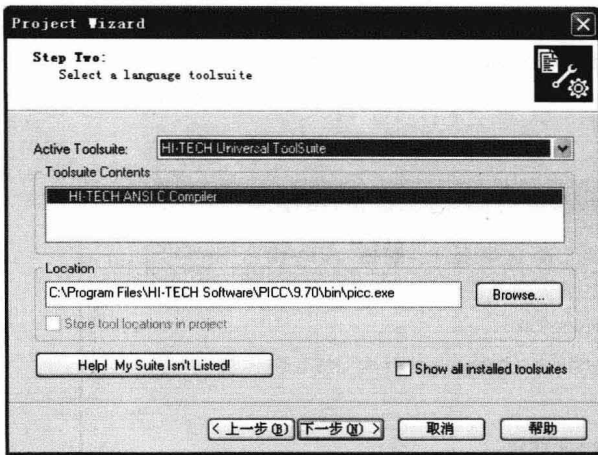 Project Wizard
Step Two:
Select a language toolsuite
Active Toolsuite: HI-TECH Universal ToolSuite
Toolsuite Contents
HI-TECH ANSI C Compiler
Location
C:\Program Files\HI-TECH Software\PICC\9.70\bin\picc.exe Browse...
Store tool locations in project
Help! My Suite Isn't Listed! Show all installed toolsuites
< 上一步(B) 下一步(N) > 取消 帮助